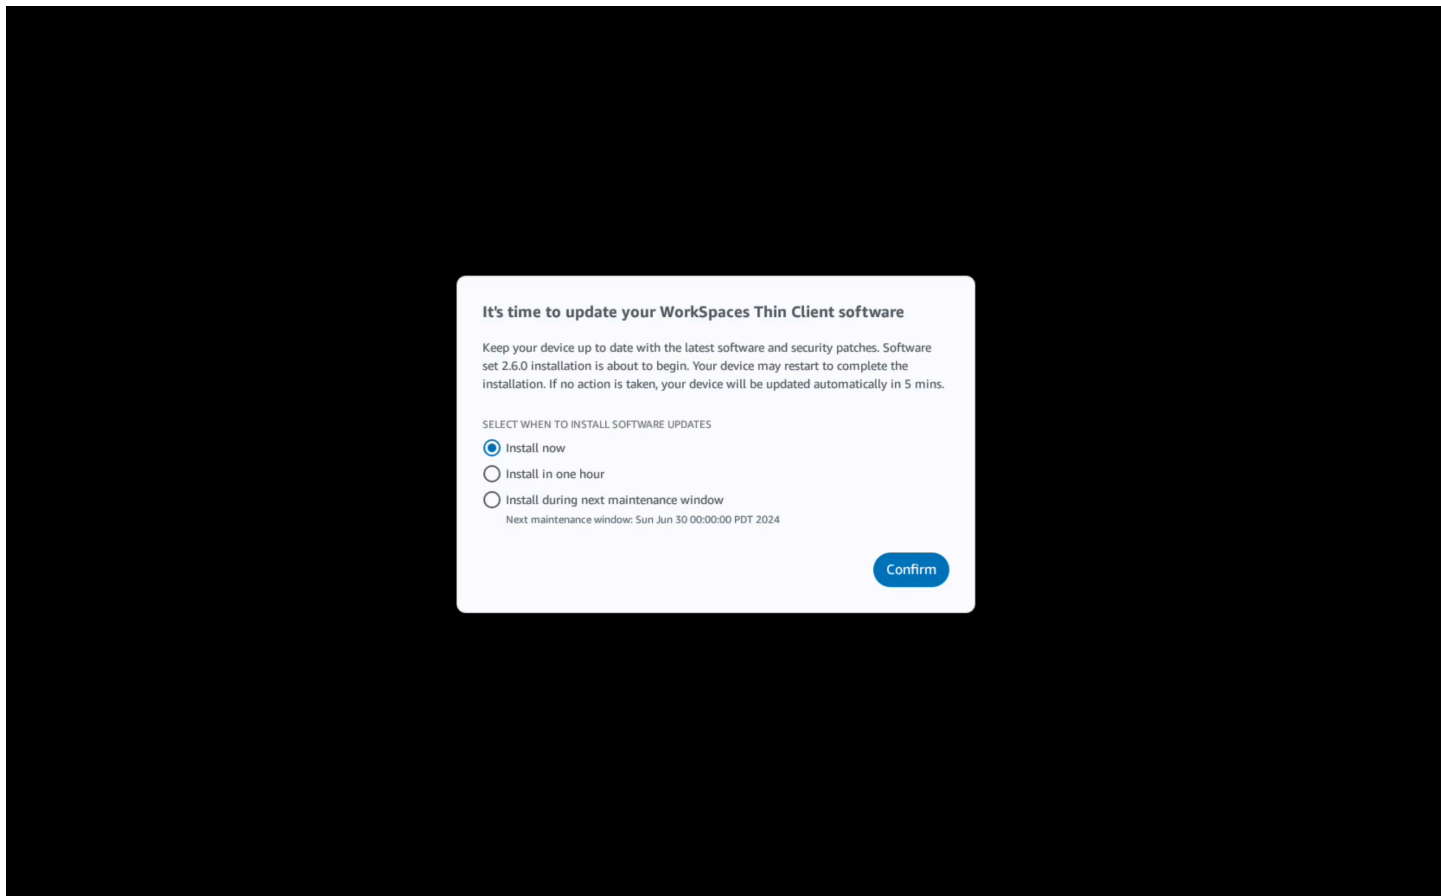 It's time to update your WorkSpaces Thin Client software
Keep your device up to date with the latest software and security patches. Software
set 2.6.0 installation is about to begin. Your device may restart to complete the
installation. If no action is taken, your device will be updated automatically in 5 mins.
SELECT WHEN TO INSTALL SOFTWARE UPDATES
Install now
Install in one hour
Install during next maintenance window
Next maintenance window: Sun Jun 30 00:00:00 PDT 2024
Confirm